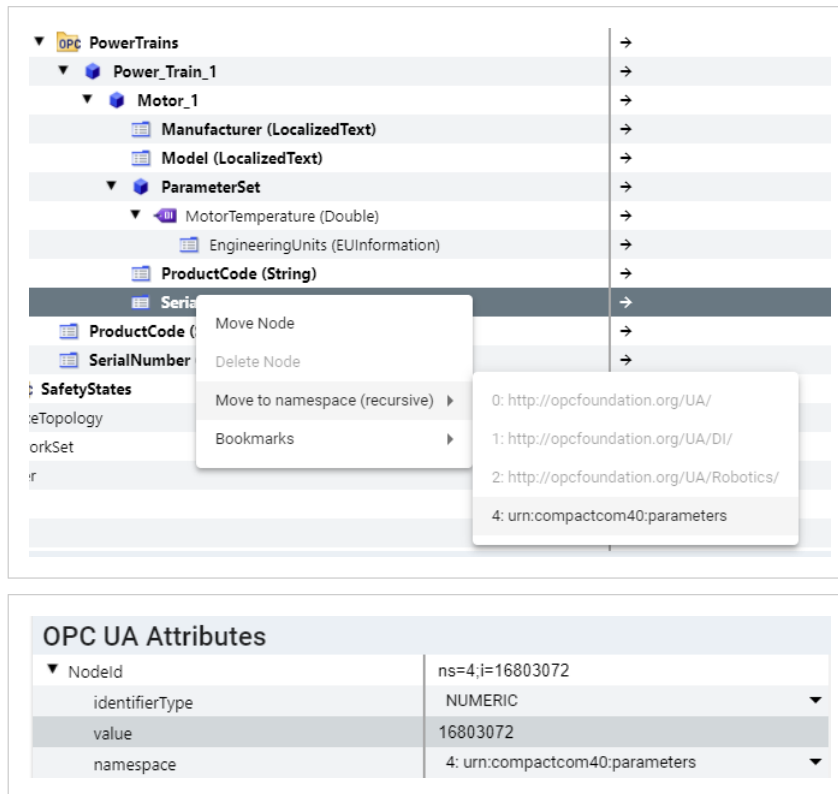 OPC PowerTrains →
Power_Train_1 →
Motor_1 →
Manufacturer (LocalizedText) →
Model (LocalizedText) →
ParameterSet →
DI MotorTemperature (Double) →
EngineeringUnits (EUInformation) →
ProductCode (String) →
Seria →
ProductCode ( →
SerialNumber →
SafetyStates
eTopology
orkSet
r
Move Node
Delete Node
Move to namespace (recursive)
Bookmarks
0: http://opcfoundation.org/UA/
1: http://opcfoundation.org/UA/DI/
2: http://opcfoundation.org/UA/Robotics/
4: urn:compactcom40:parameters
OPC UA Attributes
NodeId ns=4;i=16803072
identifierType NUMERIC
value 16803072
namespace 4: urn:compactcom40:parameters